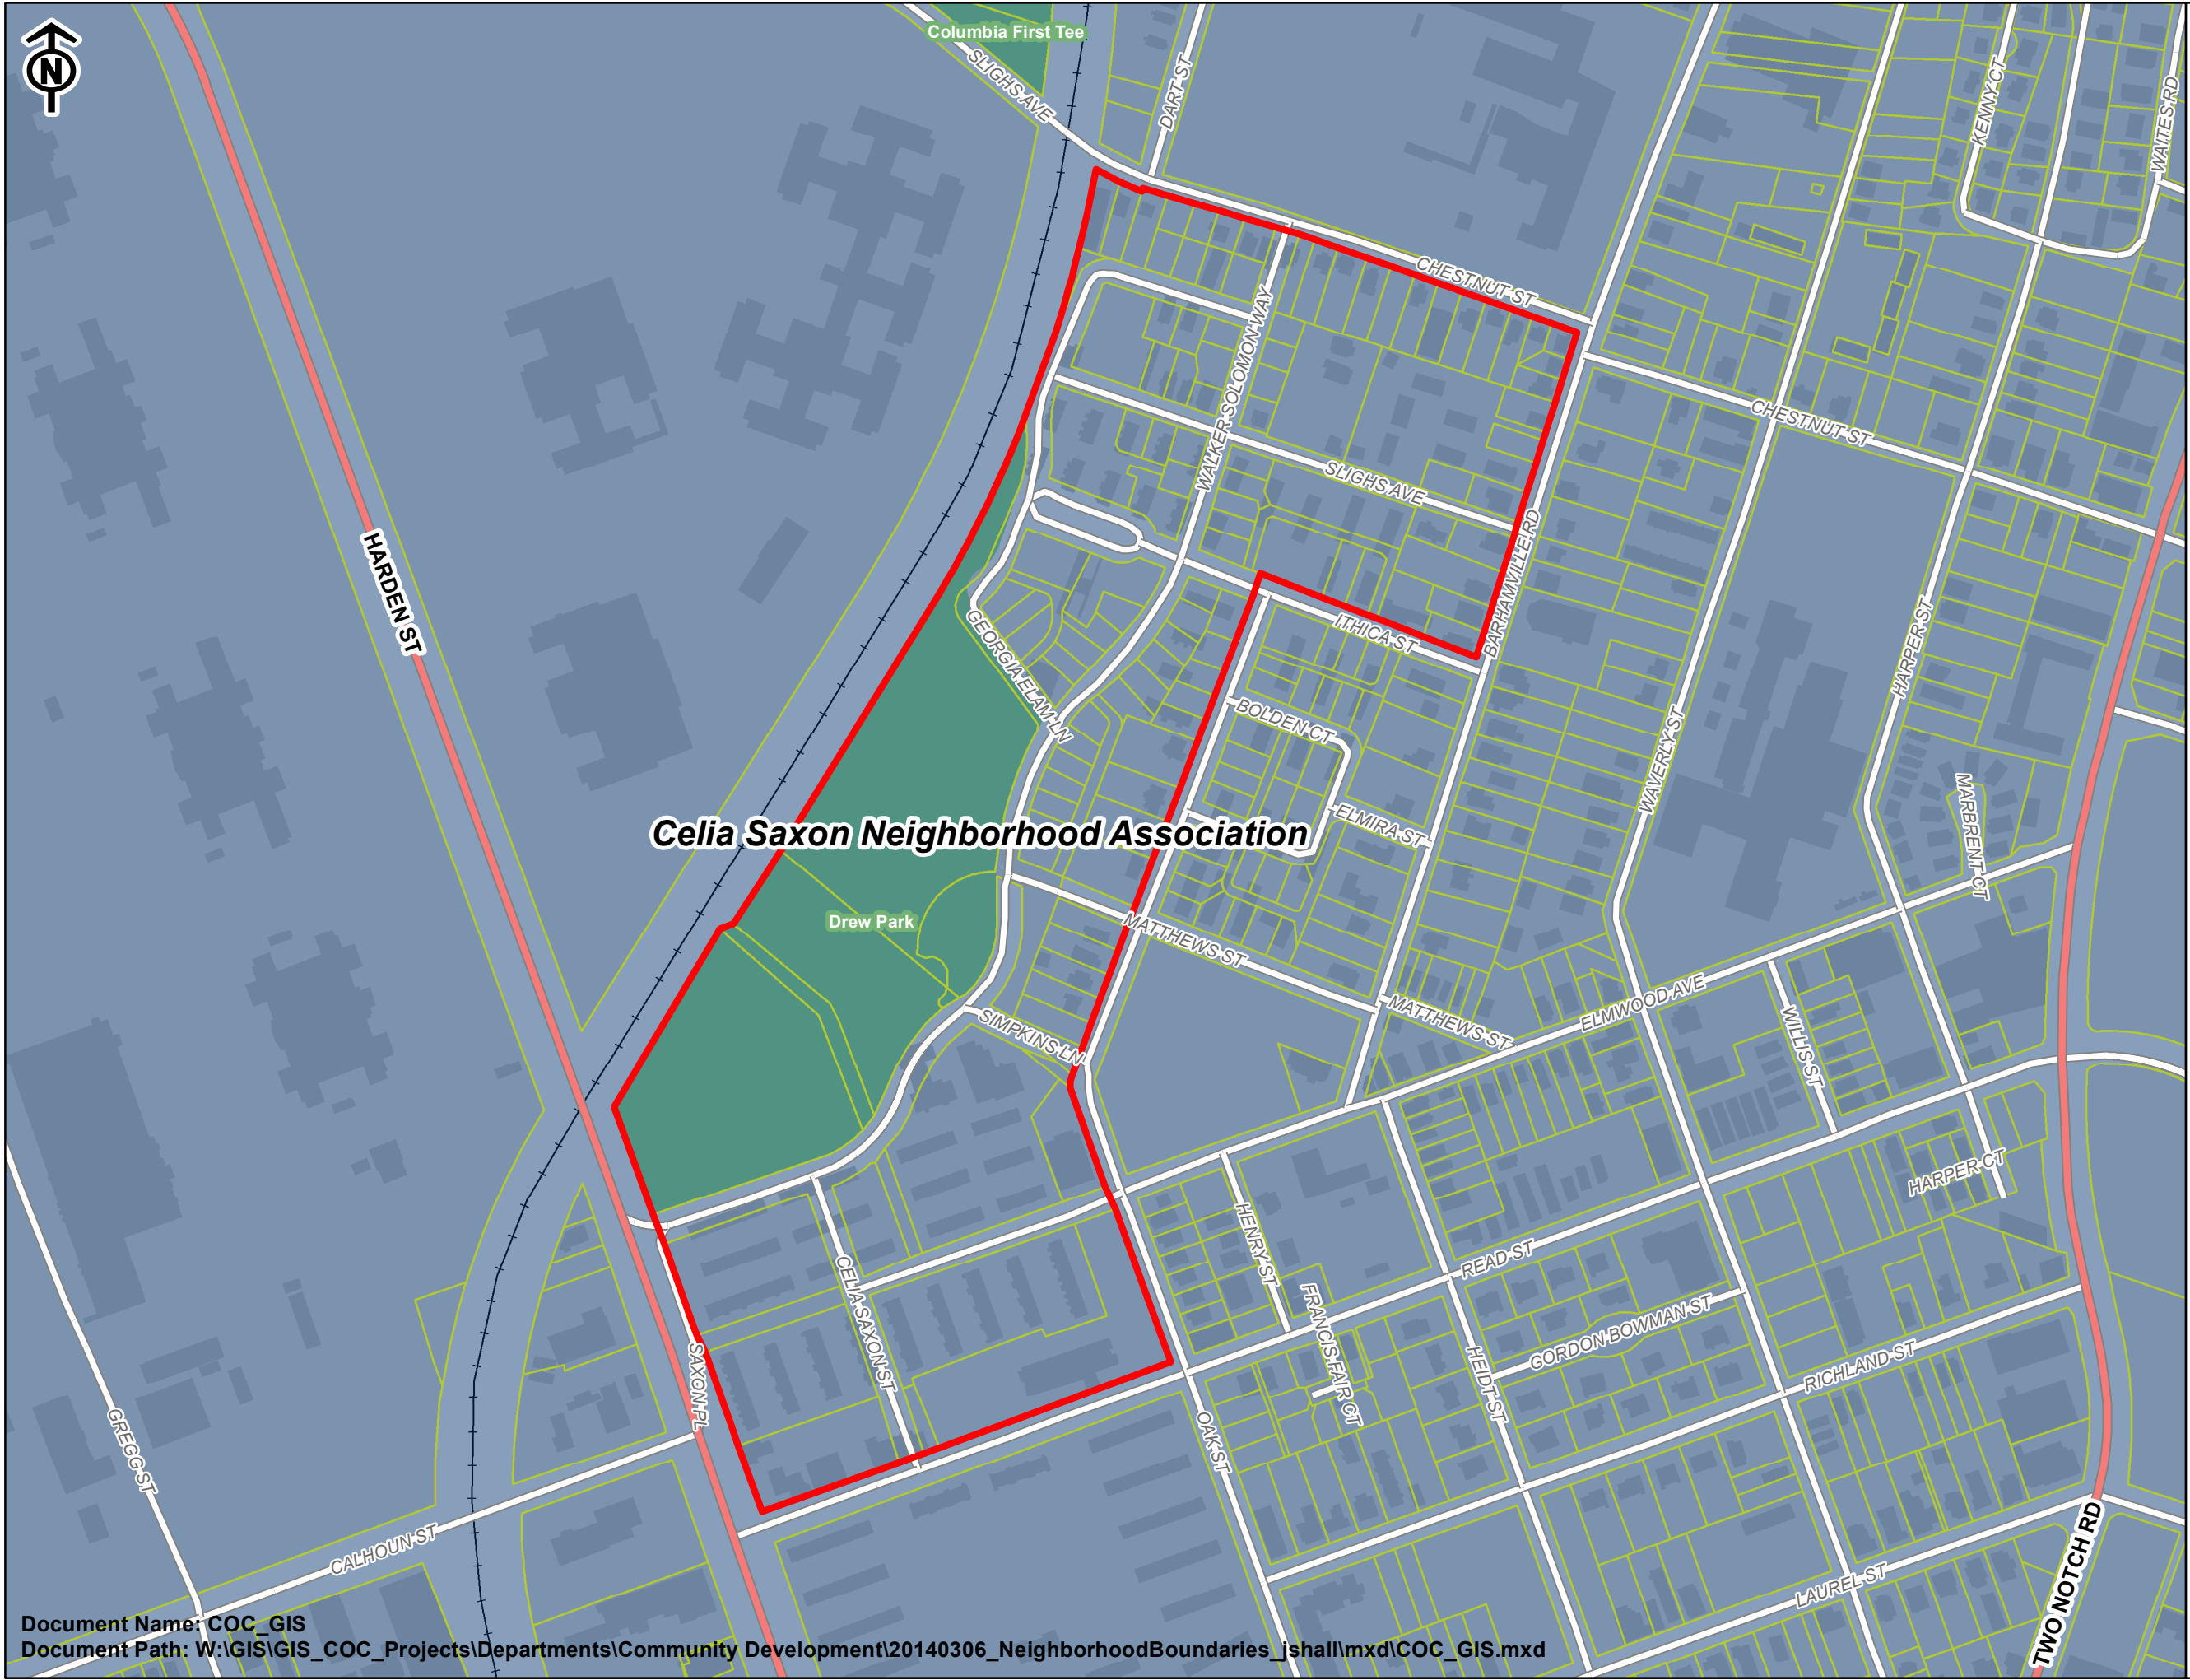 Columbia First Tee
SLIGHS AVE
DART ST
KENNY CT
WAITES RD
N
CHESTNUT ST
WALKER SOLOMON WAY
CHESTNUT ST
SLIGHS AVE
HARDEN ST
BARHAMVILLE RD
ITHICA ST
GEORGIA ELAM LN
HARPER ST
BOLDEN CT
WAVERLY ST
ELMIRA ST
MARBRENT CT
Celia Saxon Neighborhood Association
Drew Park
MATTHEWS ST
SIMPKINS LN
MATTHEWS ST
ELMWOOD AVE
WILLIS ST
HARPER CT
HENRY ST
READ ST
CELIA SAXON ST
FRANCIS FAIR CT
GORDON BOWMAN ST
SAXON PL
HEIDT ST
RICHLAND ST
GREGG ST
OAK ST
CALHOUN ST
LAUREL ST
TWO NOTCH RD
Document Name: COC_GIS
Document Path: W:\GIS\GIS_COC_Projects\Departments\Community Development\20140306_NeighborhoodBoundaries_jshall\mxd\COC_GIS.mxd